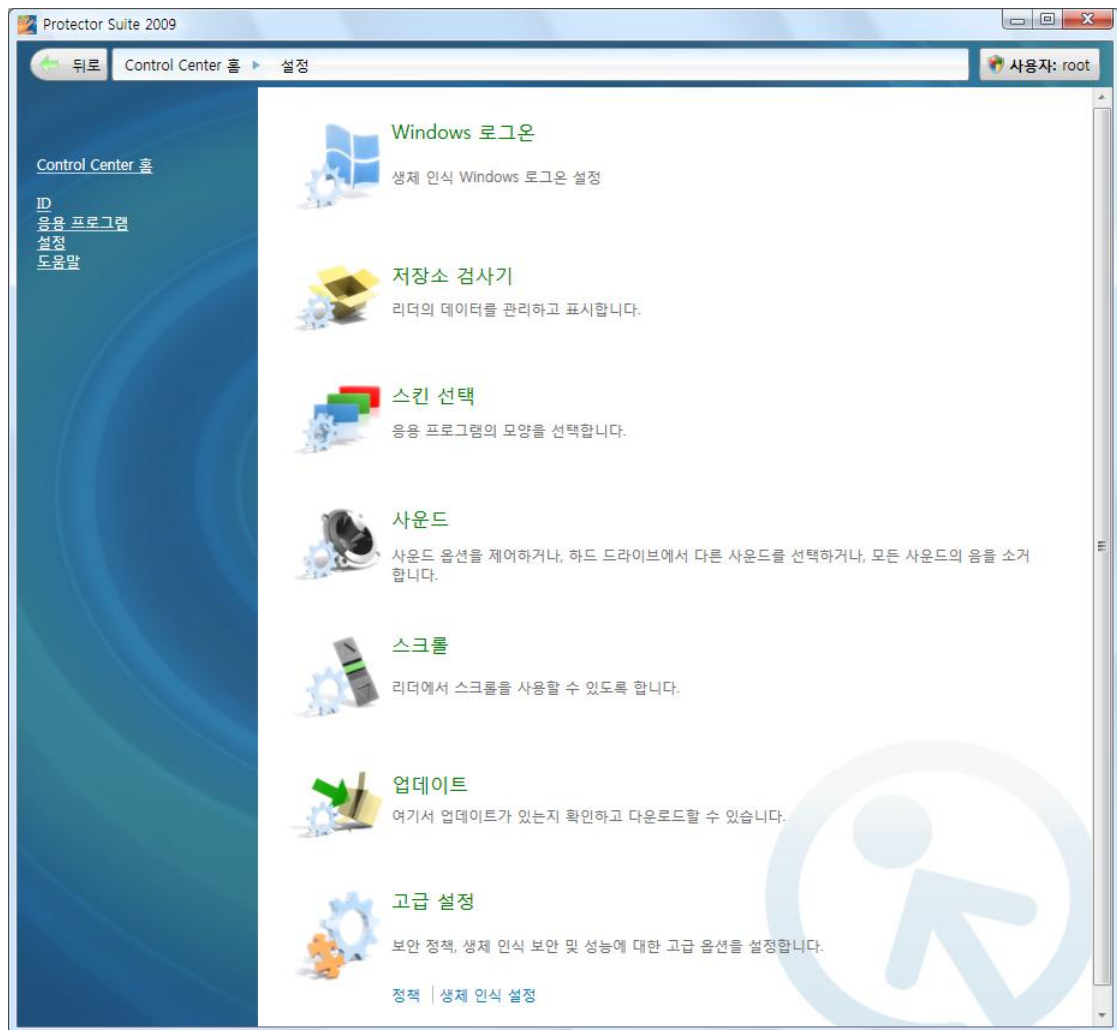 Protector Suite 2009
뒤로 Control Center 홈 설정 사용자: root
Control Center 홈
ID
응용 프로그램
설정
도움말
Windows 로그온
생체 인식 Windows 로그온 설정
저장소 검사기
리더의 데이터를 관리하고 표시합니다.
스킨 선택
응용 프로그램의 모양을 선택합니다.
사운드
사운드 옵션을 제어하거나, 하드 드라이브에서 다른 사운드를 선택하거나, 모든 사운드의 음을 소거
합니다.
스크롤
리더에서 스크롤을 사용할 수 있도록 합니다.
업데이트
여기서 업데이트가 있는지 확인하고 다운로드할 수 있습니다.
고급 설정
보안 정책, 생체 인식 보안 및 성능에 대한 고급 옵션을 설정합니다.
정책 생체 인식 설정